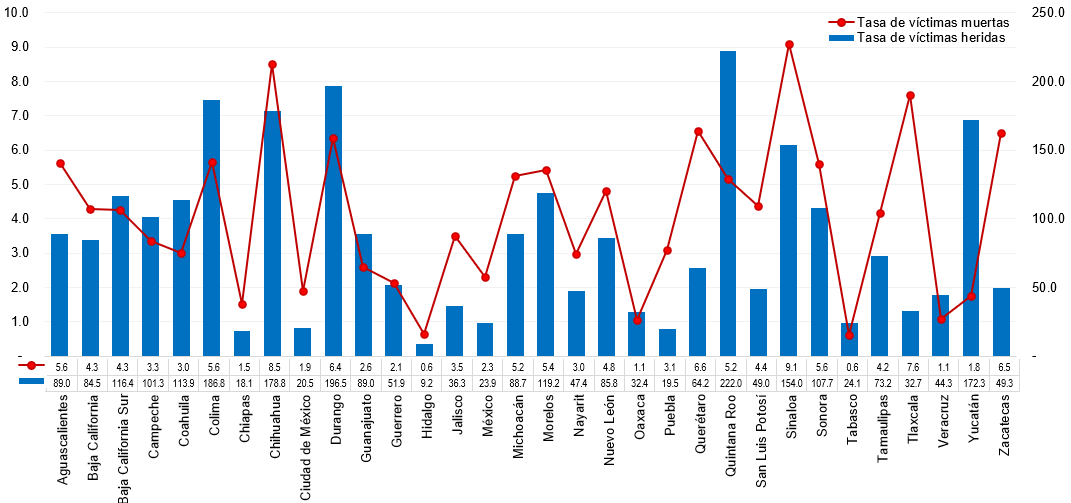 10.0
9.0
8.0
7.0
6.0
5.0
4.0
3.0
2.0
1.0
-
250.0
200.0
150.0
100.0
50.0
-
Tasa de víctimas muertas
Tasa de víctimas heridas
5.6 4.3 4.3 3.3 3.0 5.6 1.5 8.5 1.9 6.4 2.6 2.1 0.6 3.5 2.3 5.2 5.4 3.0 4.8 1.1 3.1 6.6 5.2 4.4 9.1 5.6 0.6 4.2 7.6 1.1 1.8 6.5
89.0 84.5 116.4 101.3 113.9 186.8 18.1 178.8 20.5 196.5 89.0 51.9 9.2 36.3 23.9 88.7 119.2 47.4 85.8 32.4 19.5 64.2 222.0 49.0 154.0 107.7 24.1 73.2 32.7 44.3 172.3 49.3
Aguascalientes
Baja California
Baja California Sur
Campeche
Coahuila
Colima
Chiapas
Chihuahua
Ciudad de México
Durango
Guanajuato
Guerrero
Hidalgo
Jalisco
México
Michoacán
Morelos
Nayarit
Nuevo León
Oaxaca
Puebla
Querétaro
Quintana Roo
San Luis Potosí
Sinaloa
Sonora
Tabasco
Tamaulipas
Tlaxcala
Veracruz
Yucatán
Zacatecas